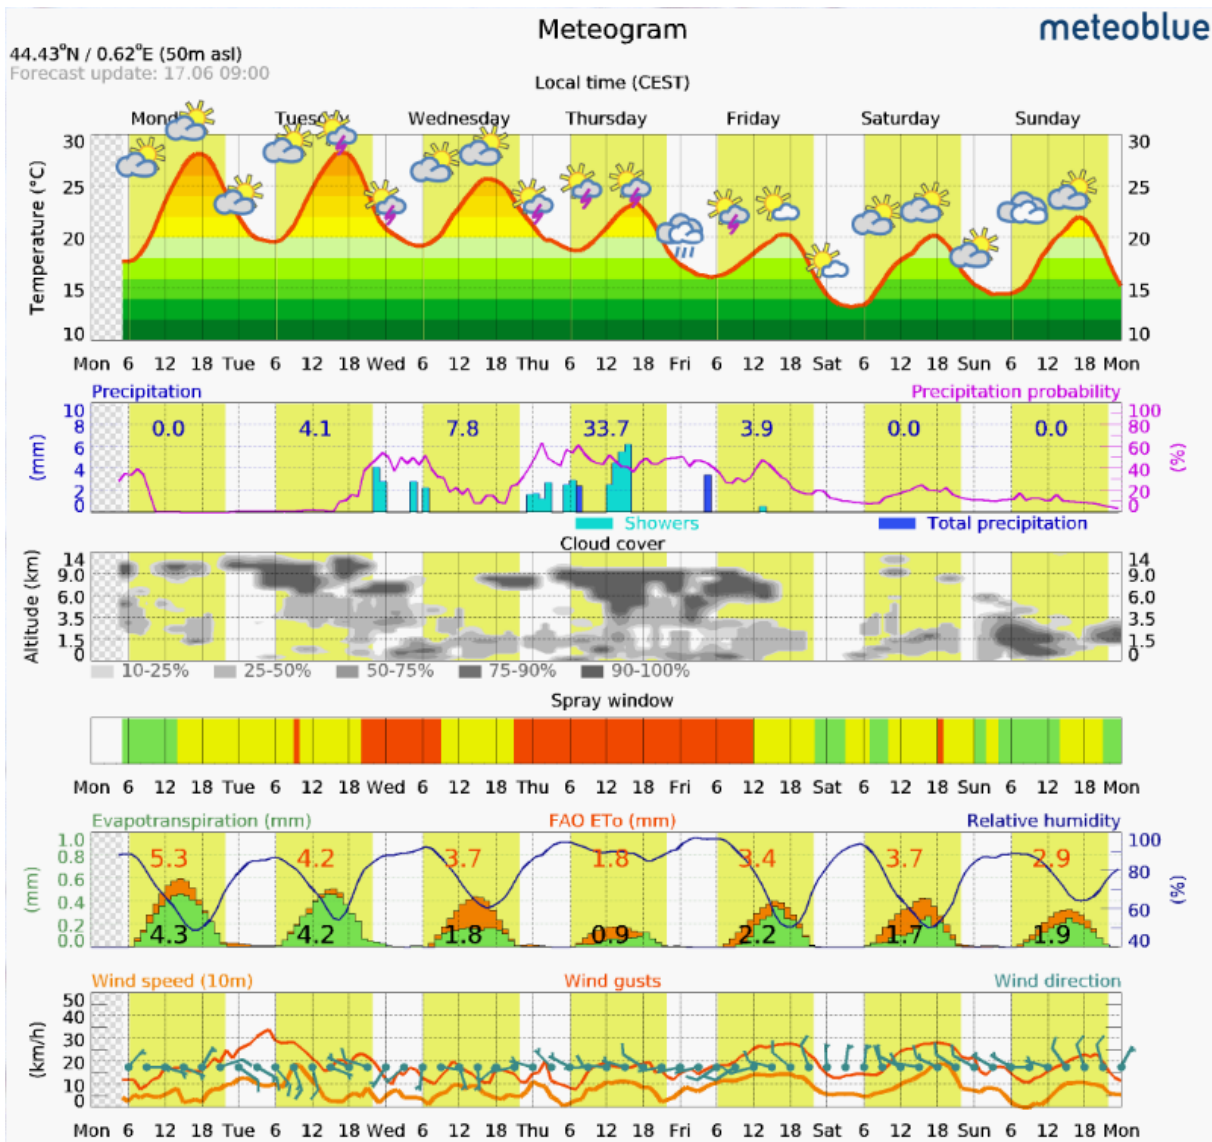 Meteogram
meteoblue
44.43°N / 0.62°E (50m asl)
Forecast update: 17.06 09:00
Local time (CEST)
Monday Tuesday Wednesday Thursday Friday Saturday Sunday
Temperature (°C)
30 30
25 25
20 20
15 15
10 10
Mon 6 12 18 Tue 6 12 18 Wed 6 12 18 Thu 6 12 18 Fri 6 12 18 Sat 6 12 18 Sun 6 12 18 Mon
Precipitation Precipitation probability
(mm) (%)
10 100
8 0.0 4.1 7.8 33.7 3.9 0.0 0.0 80
6 60
4 40
2 20
0 0
Showers Total precipitation
Cloud cover
Altitude (km)
14 14
9.0 9.0
6.0 6.0
3.5 3.5
1.5 1.5
0 0
10-25% 25-50% 50-75% 75-90% 90-100%
Spray window
Mon 6 12 18 Tue 6 12 18 Wed 6 12 18 Thu 6 12 18 Fri 6 12 18 Sat 6 12 18 Sun 6 12 18 Mon
Evapotranspiration (mm) FAO ETo (mm) Relative humidity
(mm) (%)
1.0 100
0.8 5.3 4.2 3.7 1.8 3.4 3.7 2.9
0.6 80
0.4 60
0.2 4.3 4.2 1.8 0.9 2.2 1.7 1.9
0.0 40
Wind speed (10m) Wind gusts Wind direction
(km/h)
50
40
30
20
10
0
Mon 6 12 18 Tue 6 12 18 Wed 6 12 18 Thu 6 12 18 Fri 6 12 18 Sat 6 12 18 Sun 6 12 18 Mon